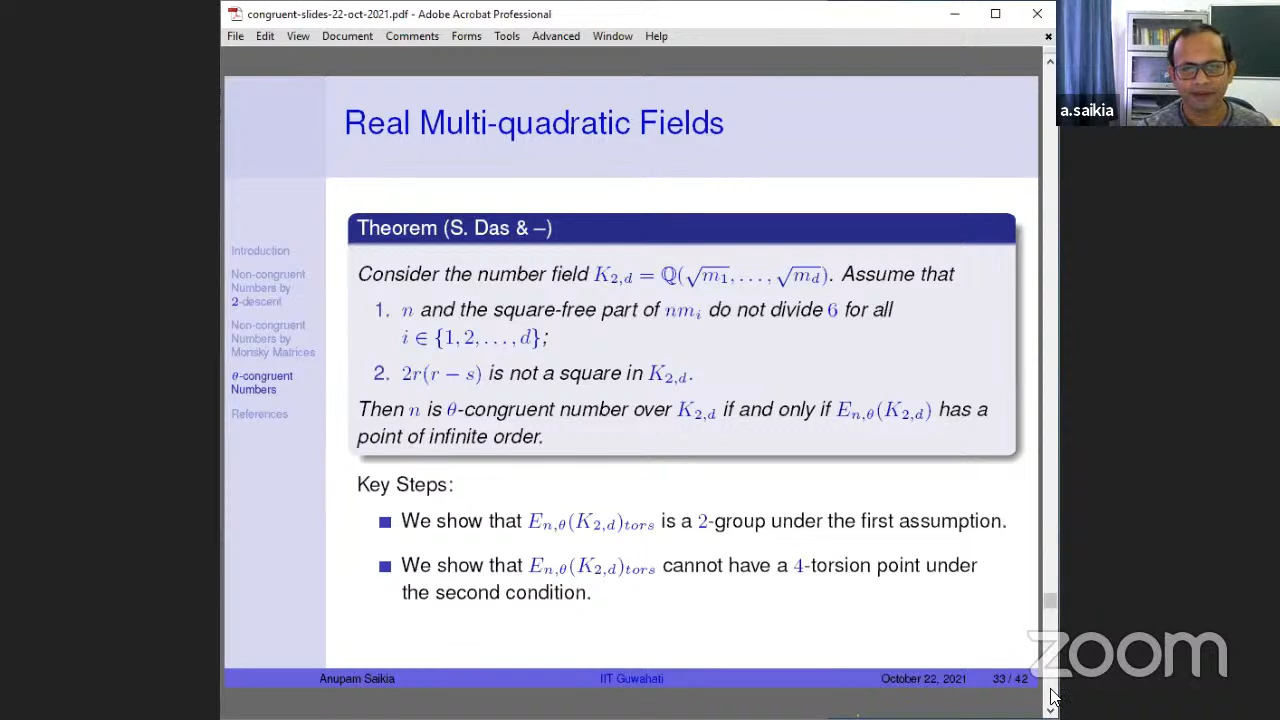 congruent-slides-22-oct-2021.pdf - Adobe Acrobat Professional
File Edit View Document Comments Forms Tools Advanced Window Help
a.saikia
Real Multi-quadratic Fields
Introduction
Non-congruent
Numbers by
2-descent
Non-congruent
Numbers by
Monsky Matrices
θ-congruent
Numbers
References
Theorem (S. Das & –)
Consider the number field K_{2,d} = ℚ(√m_1, . . . , √m_d). Assume that
1. n and the square-free part of nm_i do not divide 6 for all
i ∈ {1, 2, . . . , d};
2. 2r(r − s) is not a square in K_{2,d}.
Then n is θ-congruent number over K_{2,d} if and only if E_{n,θ}(K_{2,d}) has a
point of infinite order.
Key Steps:
We show that E_{n,θ}(K_{2,d})_{tors} is a 2-group under the first assumption.
We show that E_{n,θ}(K_{2,d})_{tors} cannot have a 4-torsion point under
the second condition.
zoom
Anupam Saikia IIT Guwahati October 22, 2021 33 / 42